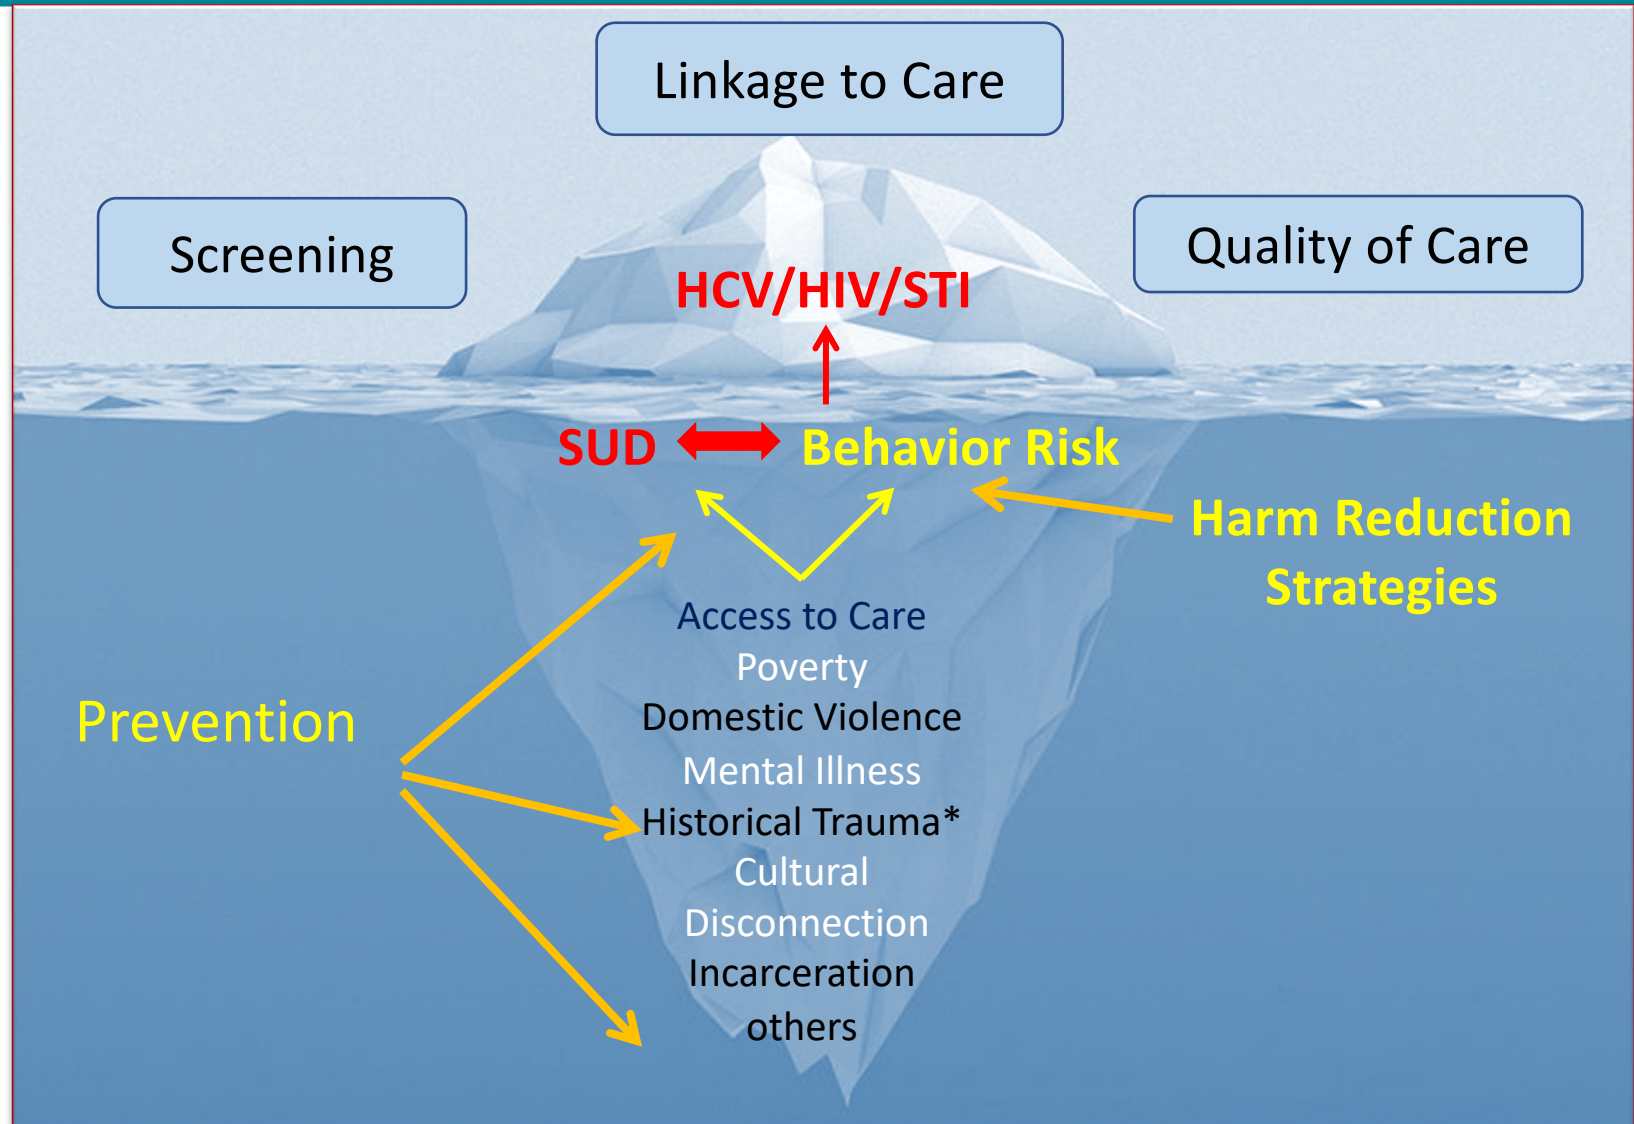 Linkage to Care
Screening
Quality of Care
HCV/HIV/STI
SUD
Behavior Risk
Harm Reduction
Strategies
Access to Care
Poverty
Prevention
Domestic Violence
Mental Illness
Historical Trauma*
Cultural
Disconnection
Incarceration
others